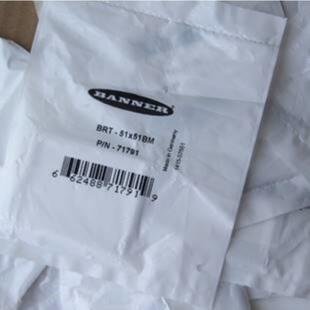 BANNER
BRT - 51x51BM
P/N - 71791
6 62488 71791 9
Made in Germany